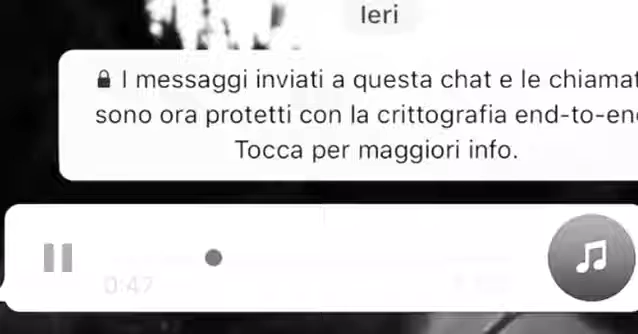 Ieri
I messaggi inviati a questa chat e le chiamat
sono ora protetti con la crittografia end-to-en
Tocca per maggiori info.
0:47